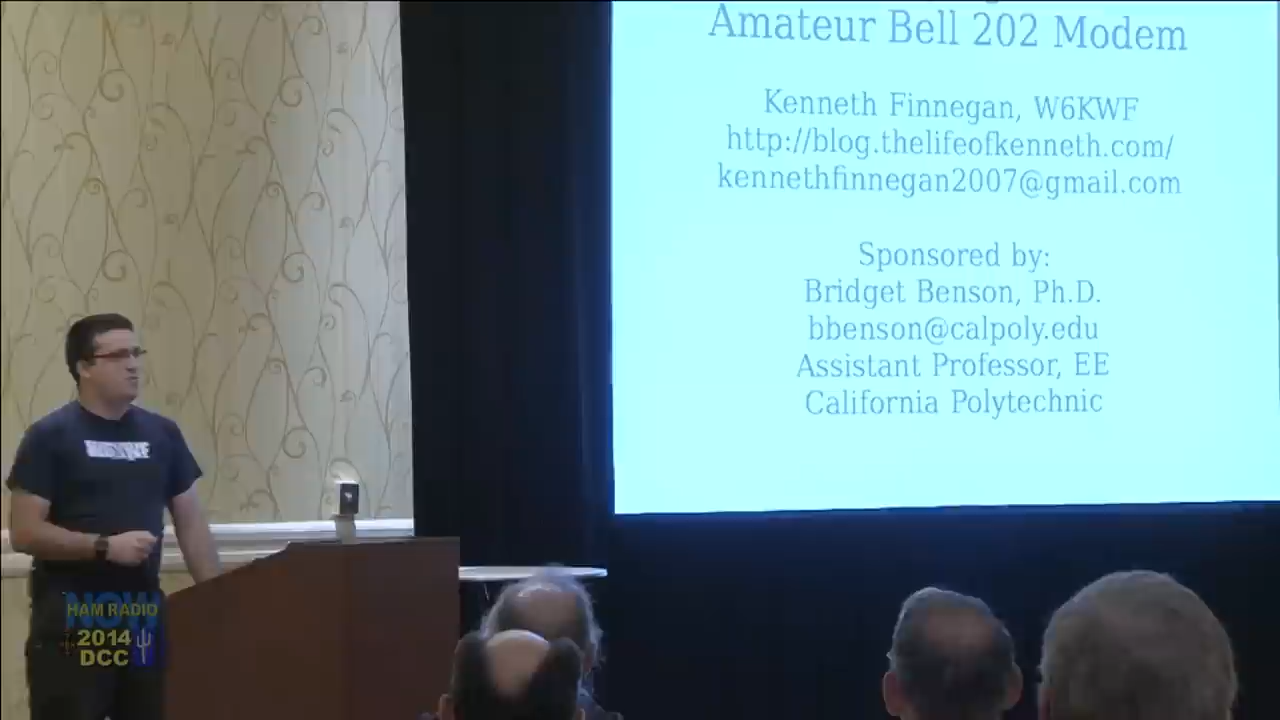 Amateur Bell 202 Modem
Kenneth Finnegan, W6KWF
http://blog.thelifeofkenneth.com/
kennethfinnegan2007@gmail.com
Sponsored by:
Bridget Benson, Ph.D.
bbenson@calpoly.edu
Assistant Professor, EE
California Polytechnic
NOW
HAM RADIO
2014
DCC